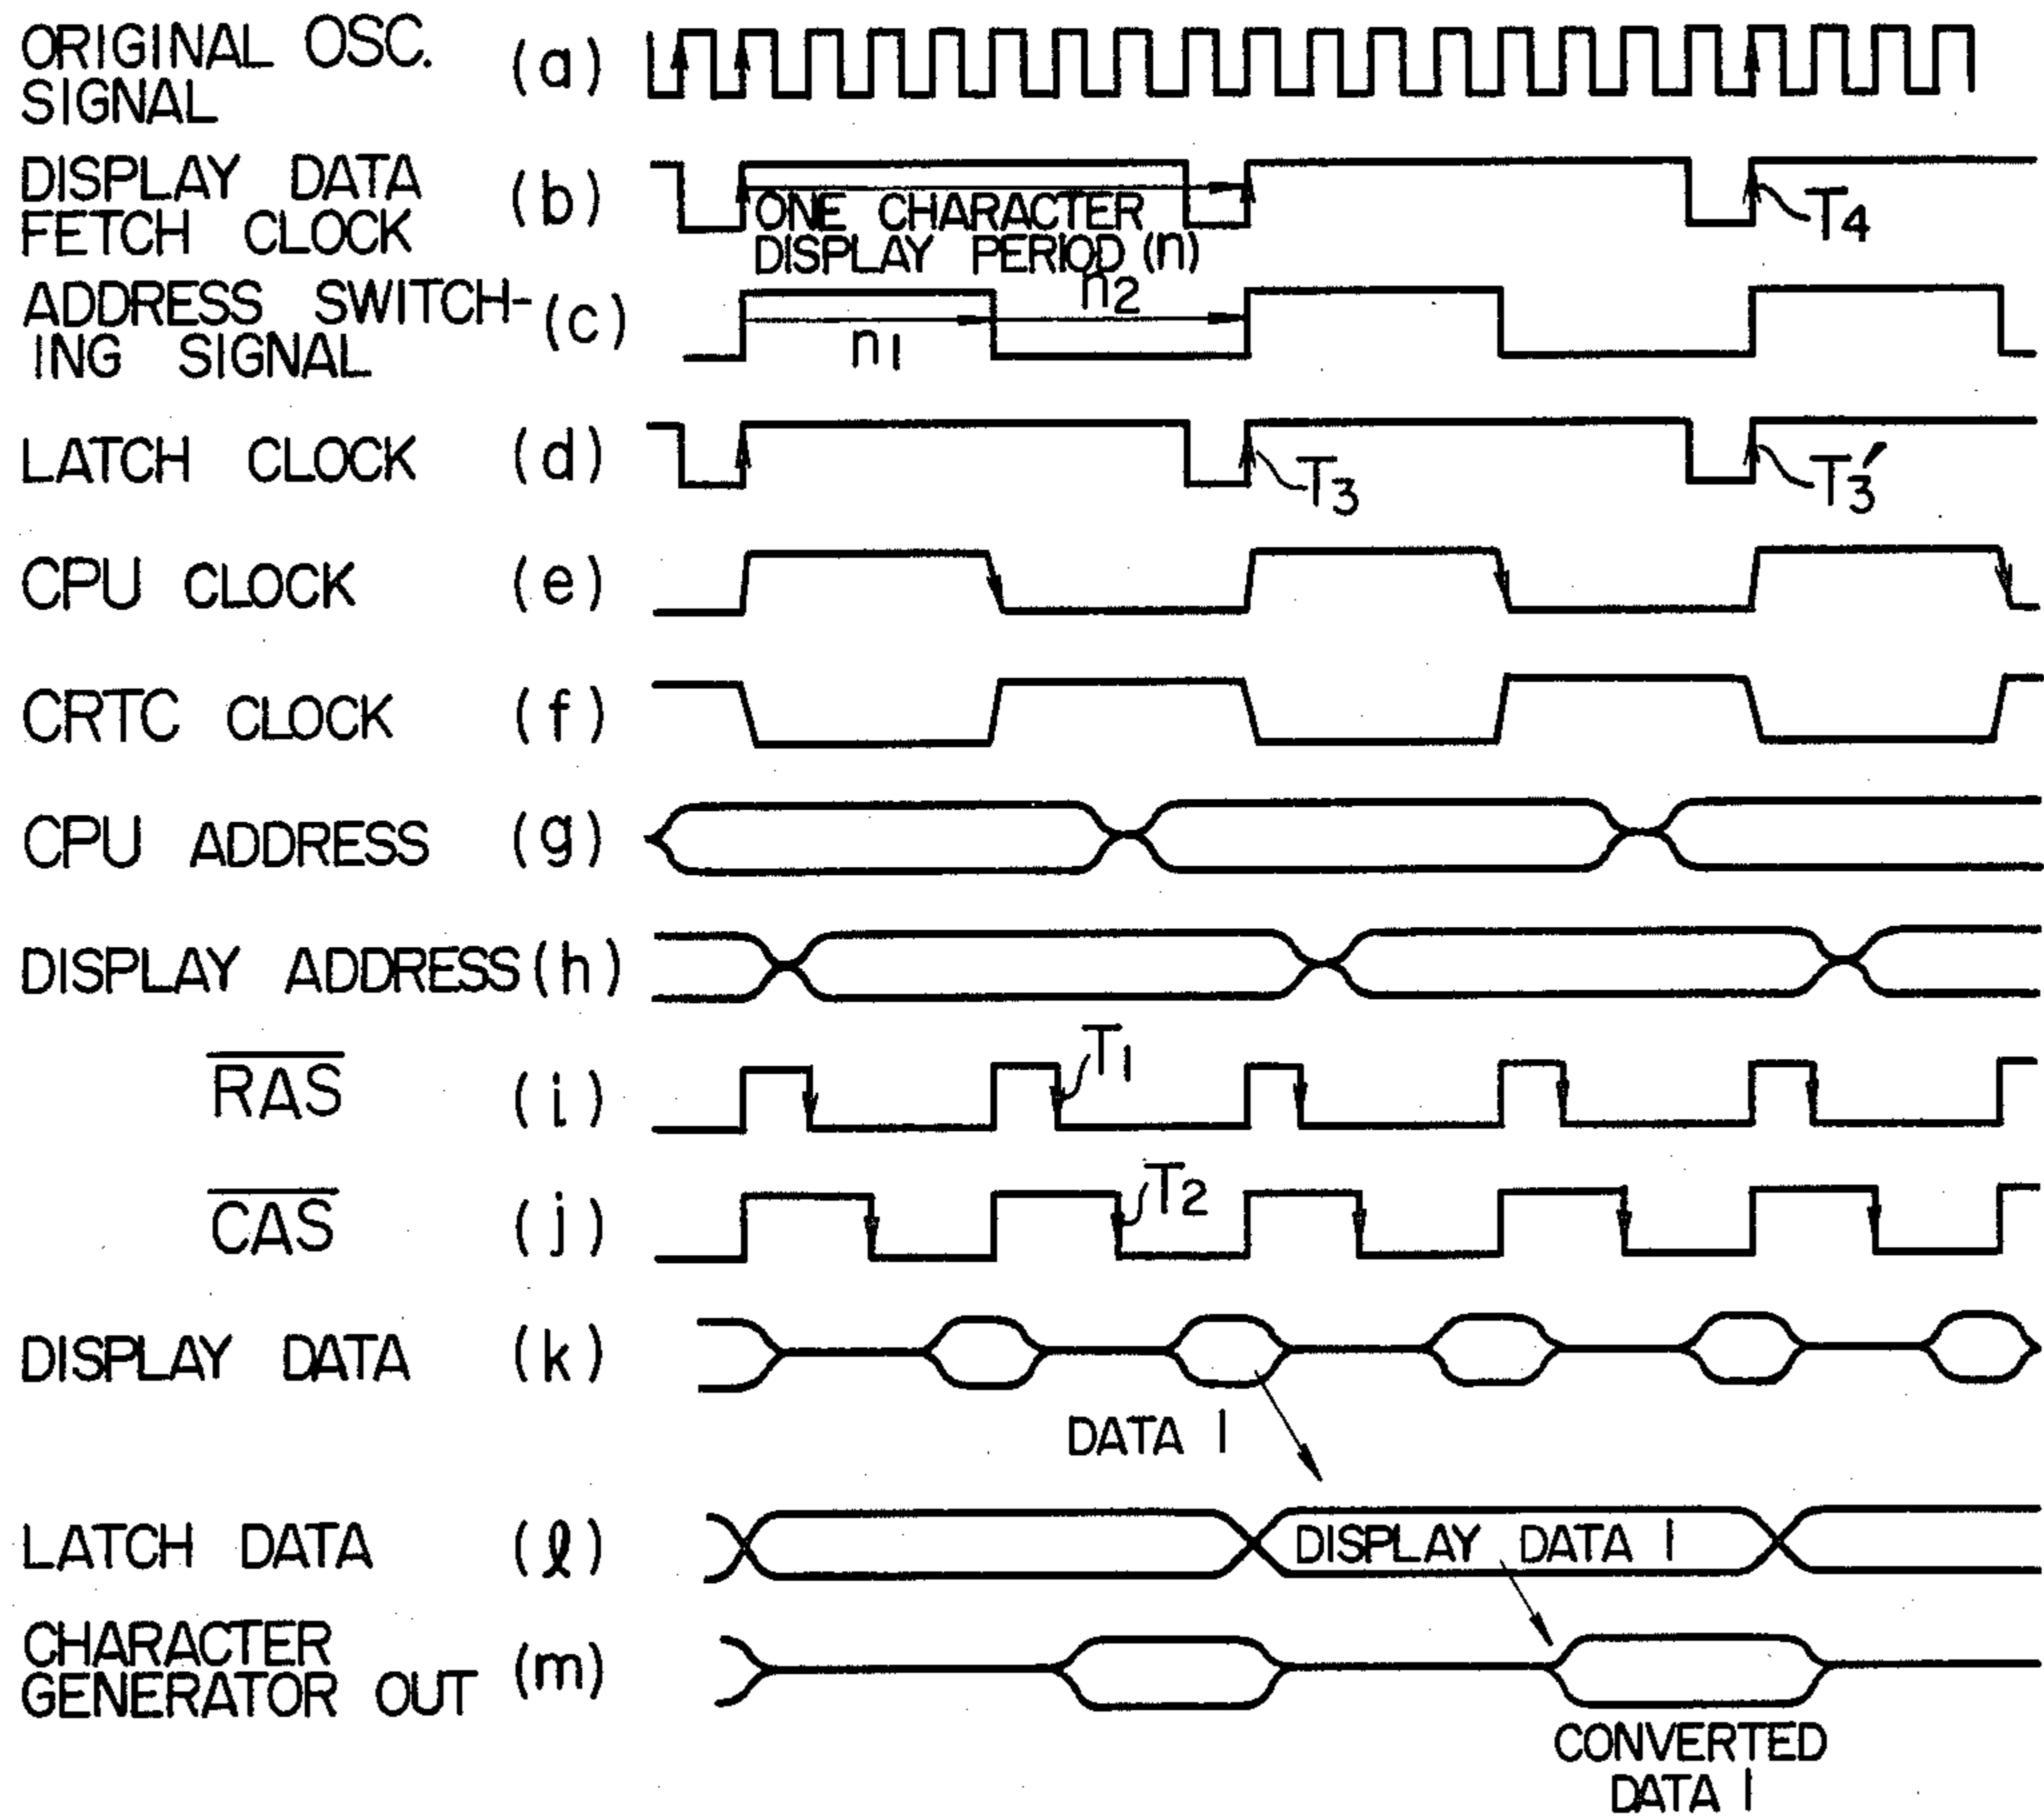 ORIGINAL OSC. (a)
SIGNAL
DISPLAY DATA (b)
FETCH CLOCK
ONE CHARACTER
DISPLAY PERIOD (n)
T4
ADDRESS SWITCH- (c)
ING SIGNAL
n1
n2
LATCH CLOCK (d)
T3
T3′
CPU CLOCK (e)
CRTC CLOCK (f)
CPU ADDRESS (g)
DISPLAY ADDRESS (h)
RAS (i)
T1
CAS (j)
T2
DISPLAY DATA (k)
DATA 1
LATCH DATA (ℓ)
DISPLAY DATA 1
CHARACTER
GENERATOR OUT (m)
CONVERTED
DATA 1